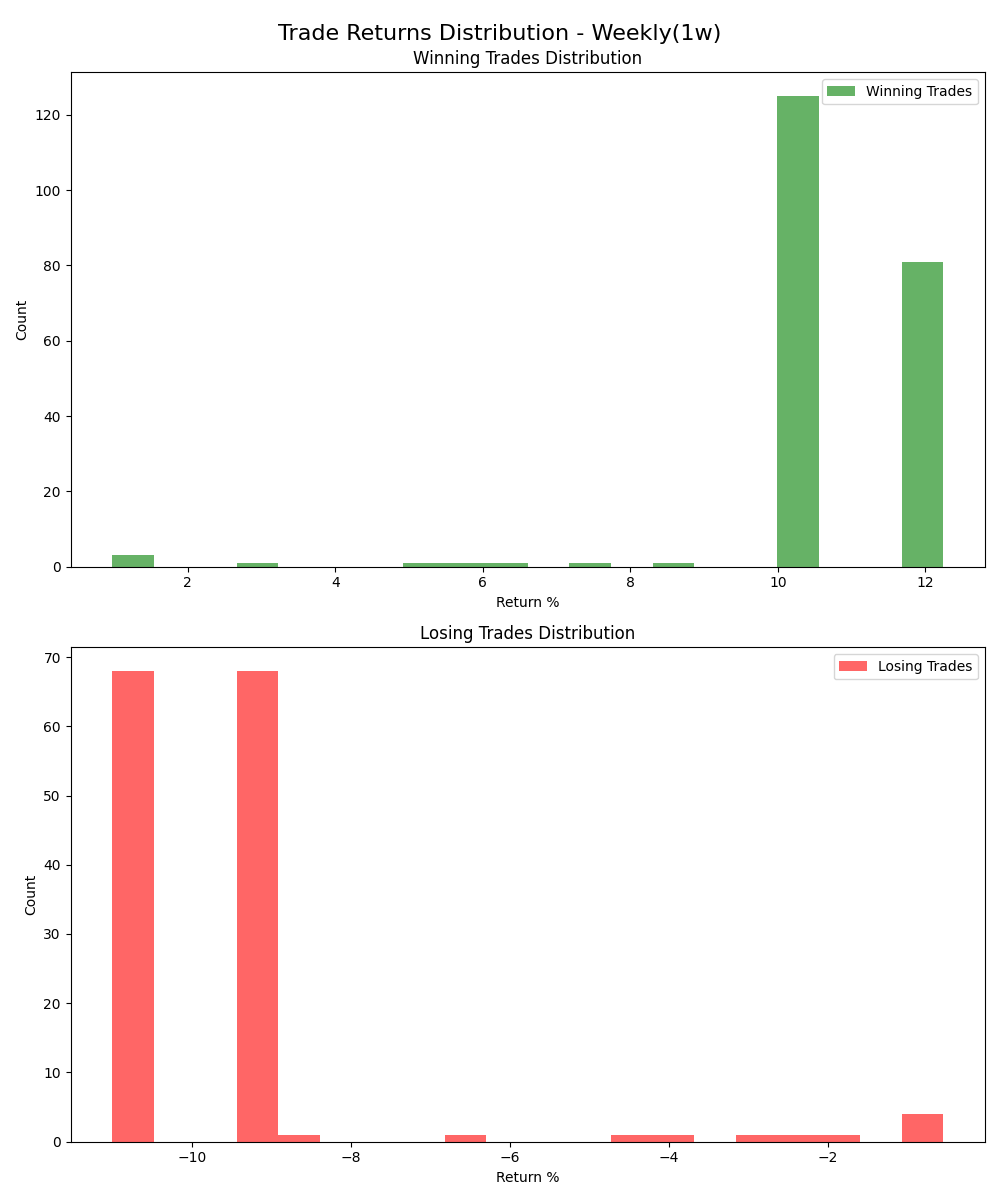 Trade Returns Distribution - Weekly(1w)
Winning Trades Distribution
Winning Trades
120
100
80
60
40
20
0
Count
2 4 6 8 10 12
Return %
Losing Trades Distribution
Losing Trades
70
60
50
40
30
20
10
0
Count
−10 −8 −6 −4 −2
Return %